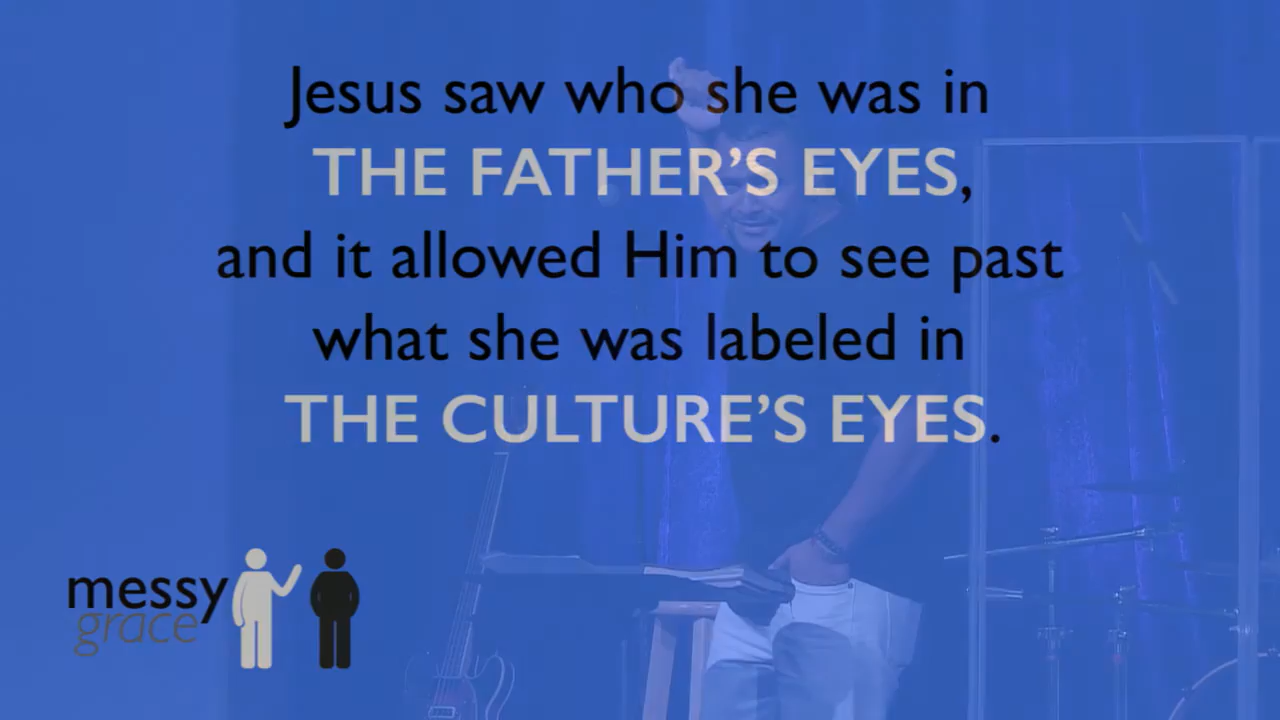 Jesus saw who she was in
THE FATHER’S EYES,
and it allowed Him to see past
what she was labeled in
THE CULTURE’S EYES.
messy
grace